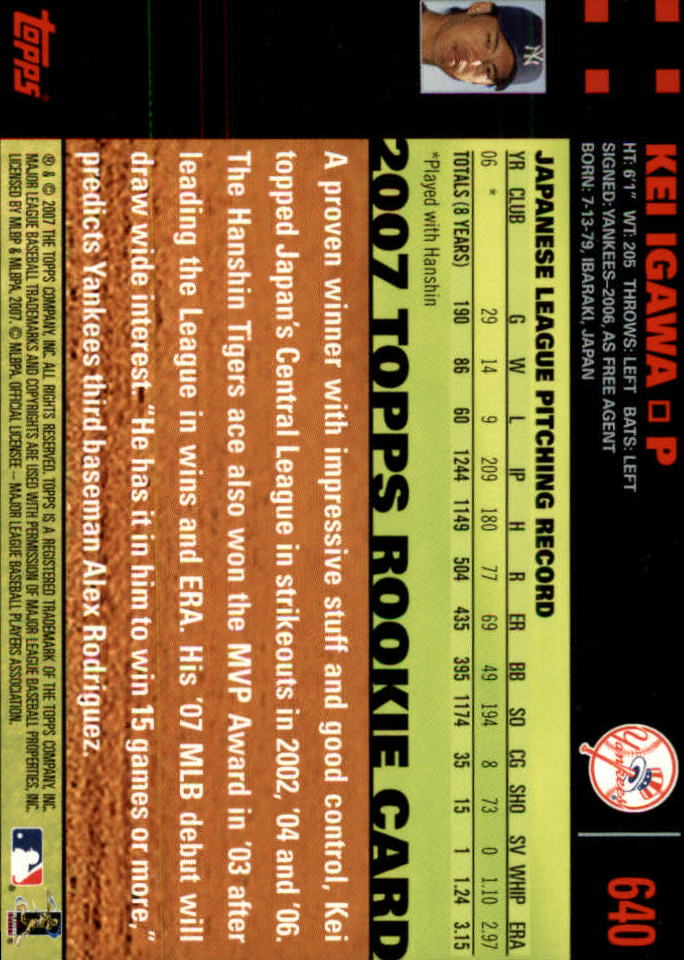 KEI IGAWA □ P
640
HT: 6'1" WT: 205 THROWS: LEFT BATS: LEFT
SIGNED: YANKEES–2006, AS FREE AGENT
BORN: 7-13-79, IBARAKI, JAPAN
Yankees
NY
JAPANESE LEAGUE PITCHING RECORD
YR CLUB G W L IP H R ER BB SO CG SHO SV WHIP ERA
06 * 29 14 9 209 180 77 69 49 194 8 73 0 1.10 2.97
TOTALS (8 YEARS) 190 86 60 1244 1149 504 435 395 1174 35 15 1 1.24 3.15
*Played with Hanshin
2007 TOPPS ROOKIE CARD
A proven winner with impressive stuff and good control, Kei
topped Japan's Central League in strikeouts in 2002, '04 and '06.
The Hanshin Tigers ace also won the MVP Award in '03 after
leading the League in wins and ERA. His '07 MLB debut will
draw wide interest. "He has it in him to win 15 games or more,"
predicts Yankees third baseman Alex Rodriguez.
topps
® & © 2007 THE TOPPS COMPANY, INC. ALL RIGHTS RESERVED. TOPPS IS A REGISTERED TRADEMARK OF THE TOPPS COMPANY, INC.
MAJOR LEAGUE BASEBALL TRADEMARKS AND COPYRIGHTS ARE USED WITH PERMISSION OF MAJOR LEAGUE BASEBALL PROPERTIES, INC.
LICENSED BY MLBP & MLBPA, 2007. © MLBPA, OFFICIAL LICENSEE – MAJOR LEAGUE BASEBALL PLAYERS ASSOCIATION.